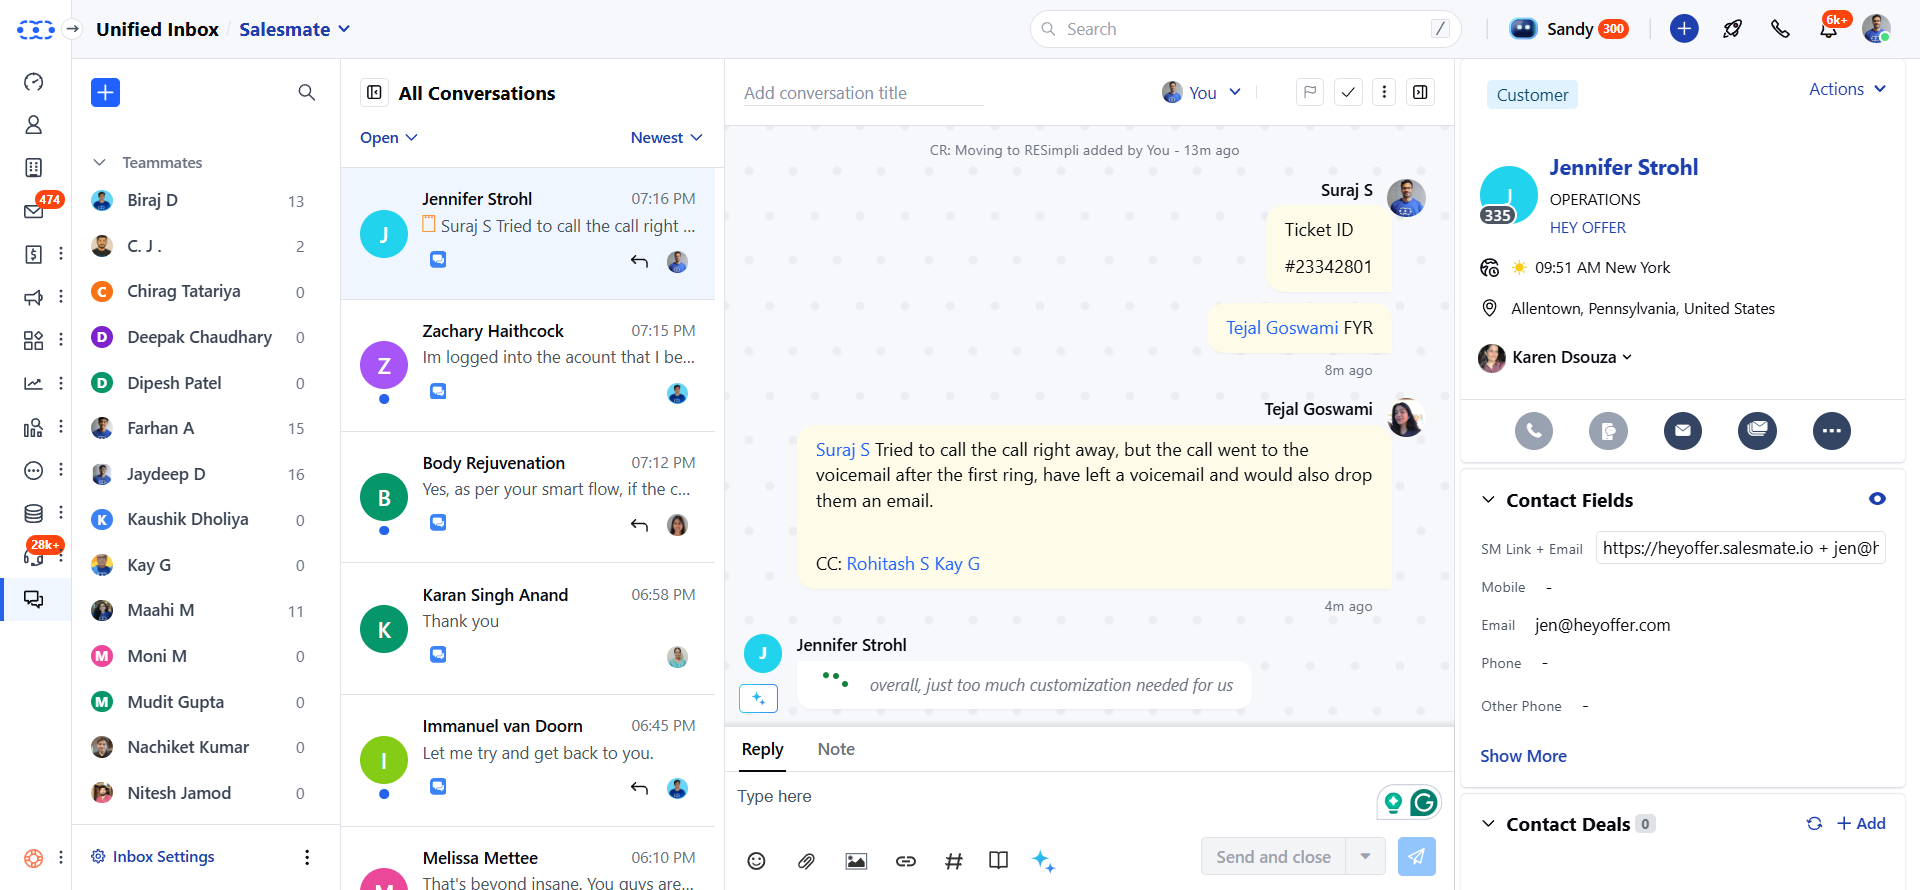 Unified Inbox / Salesmate
Search /
Sandy 300
6k+
474
28k+
Teammates
Biraj D 13
C. J . 2
C Chirag Tatariya 0
D Deepak Chaudhary 0
D Dipesh Patel 0
Farhan A 15
Jaydeep D 16
K Kaushik Dholiya 0
Kay G 0
Maahi M 11
M Moni M 0
M Mudit Gupta 0
Nachiket Kumar 0
Nitesh Jamod 0
Inbox Settings
All Conversations
Open Newest
J
Jennifer Strohl 07:16 PM
Suraj S Tried to call the call right ...
Z
Zachary Haithcock 07:15 PM
Im logged into the acount that I be...
B
Body Rejuvenation 07:12 PM
Yes, as per your smart flow, if the c...
K
Karan Singh Anand 06:58 PM
Thank you
I
Immanuel van Doorn 06:45 PM
Let me try and get back to you.
M
Melissa Mettee 06:10 PM
That's beyond insane. You guys are...
Add conversation title
You
CR: Moving to RESimpli added by You - 13m ago
Suraj S
Ticket ID
#23342801
Tejal Goswami FYR
8m ago
Tejal Goswami
Suraj S Tried to call the call right away, but the call went to the
voicemail after the first ring, have left a voicemail and would also drop
them an email.
CC: Rohitash S Kay G
4m ago
J
Jennifer Strohl
overall, just too much customization needed for us
Reply Note
Type here
Send and close
Customer
Actions
J
335
Jennifer Strohl
OPERATIONS
HEY OFFER
09:51 AM New York
Allentown, Pennsylvania, United States
Karen Dsouza
Contact Fields
SM Link + Email https://heyoffer.salesmate.io + jen@h
Mobile -
Email jen@heyoffer.com
Phone -
Other Phone -
Show More
Contact Deals 0
+ Add